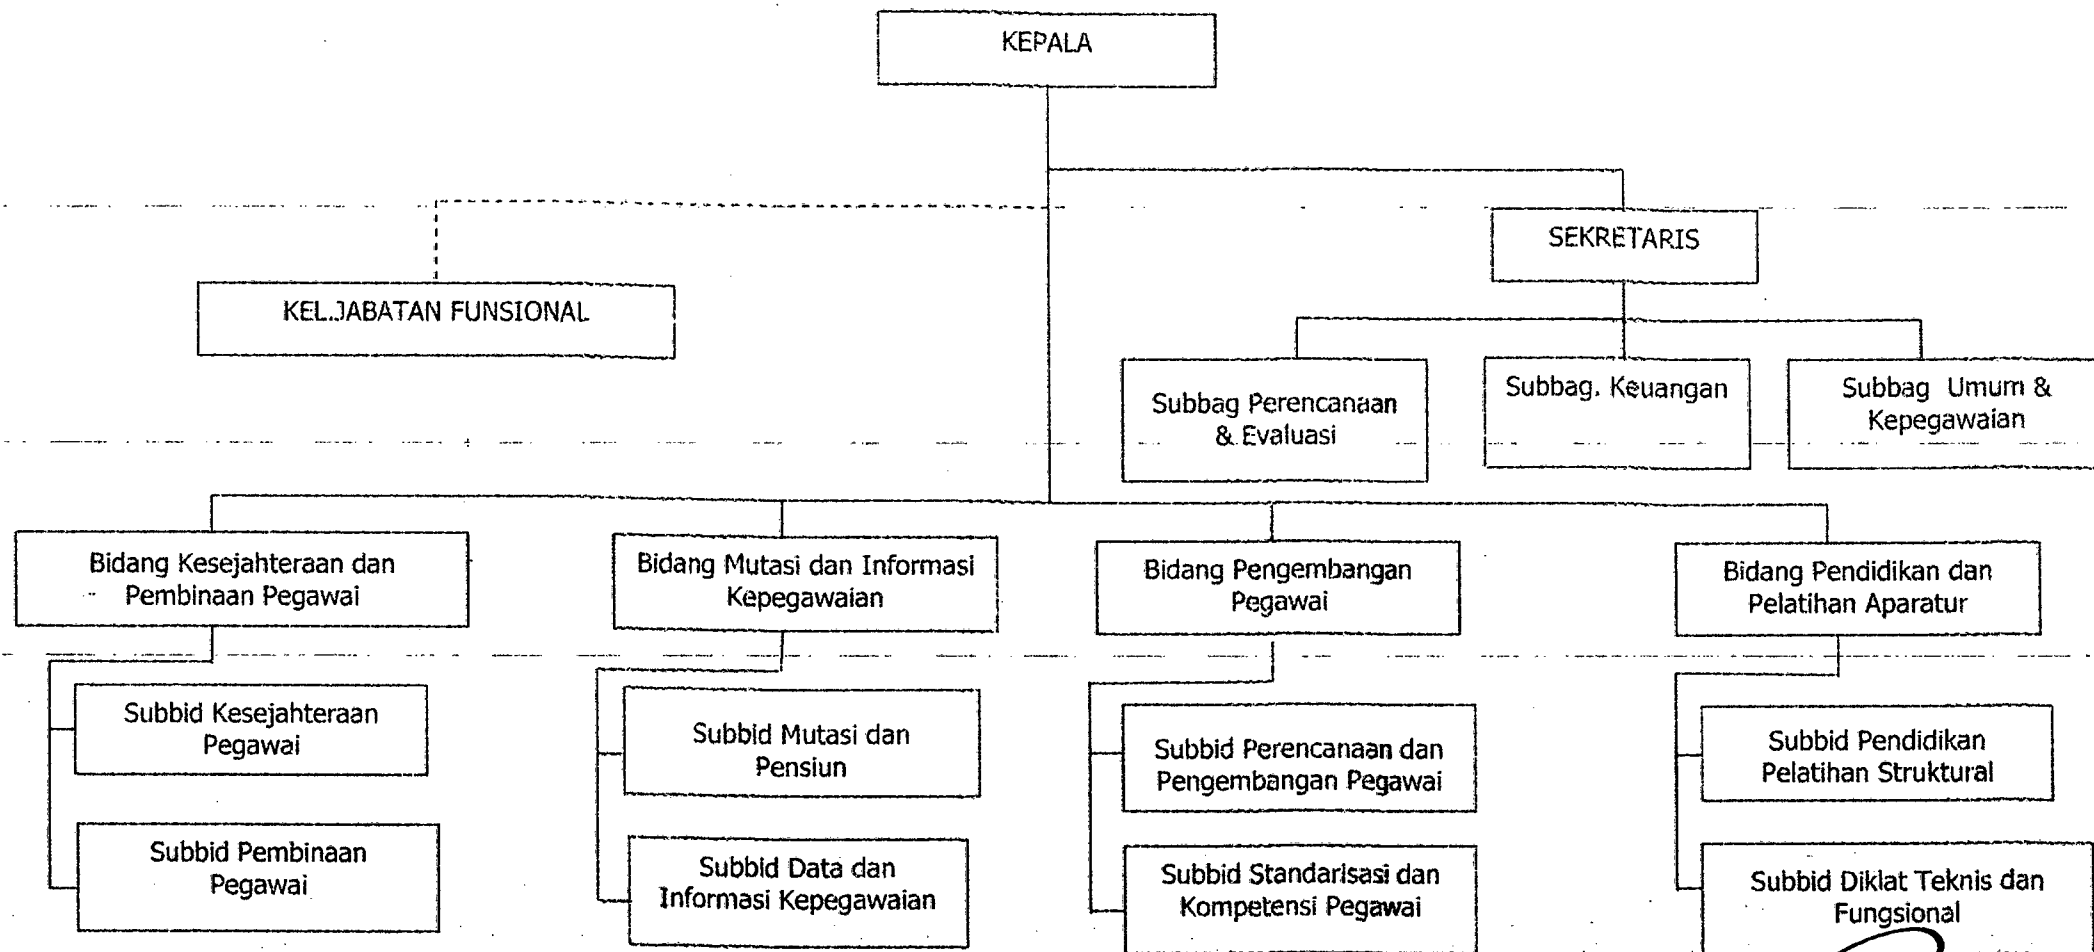 KEPALA
SEKRETARIS
KEL.JABATAN FUNSIONAL
Subbag Perencanaan
& Evaluasi
Subbag. Keuangan
Subbag Umum &
Kepegawaian
Bidang Kesejahteraan dan
Pembinaan Pegawai
Bidang Mutasi dan Informasi
Kepegawaian
Bidang Pengembangan
Pegawai
Bidang Pendidikan dan
Pelatihan Aparatur
Subbid Kesejahteraan
Pegawai
Subbid Mutasi dan
Pensiun
Subbid Perencanaan dan
Pengembangan Pegawai
Subbid Pendidikan
Pelatihan Struktural
Subbid Pembinaan
Pegawai
Subbid Data dan
Informasi Kepegawaian
Subbid Standarisasi dan
Kompetensi Pegawai
Subbid Diklat Teknis dan
Fungsional